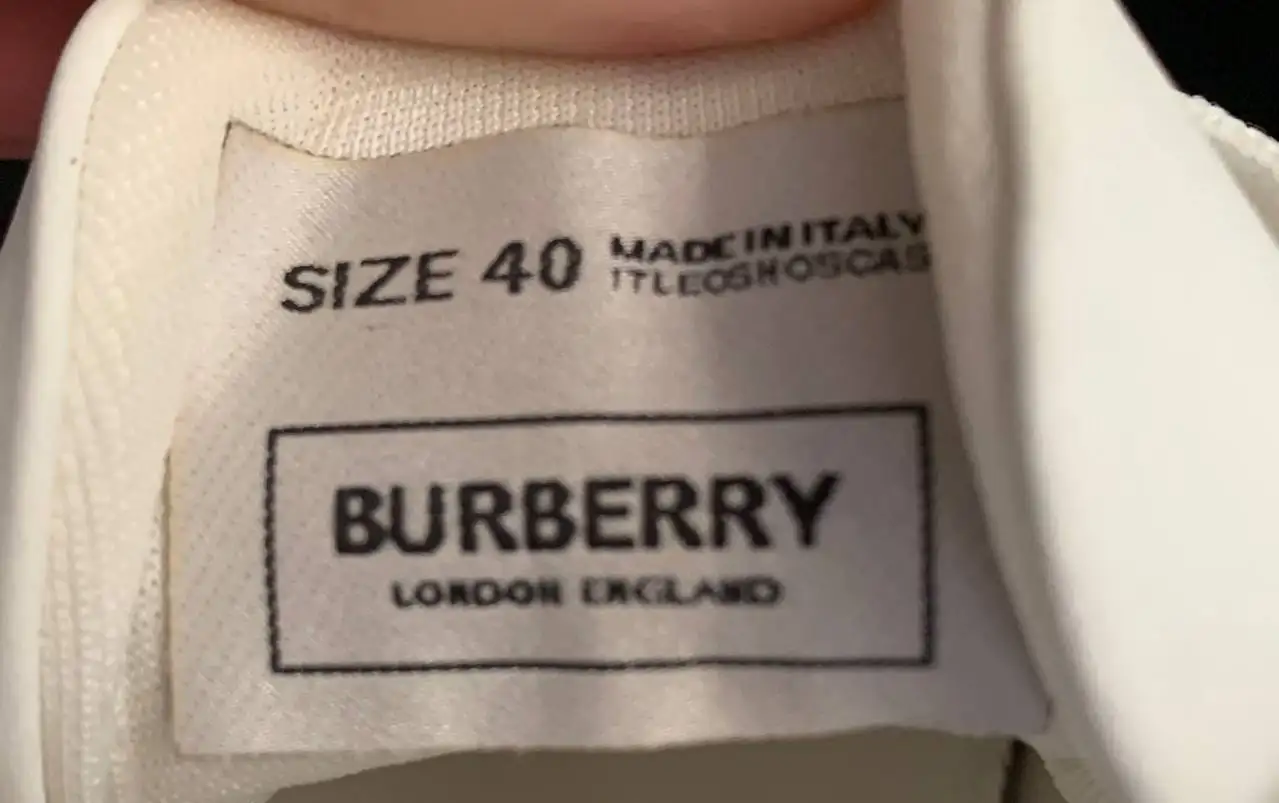 SIZE 40
MADE IN ITALY
BURBERRY
LONDON ENGLAND